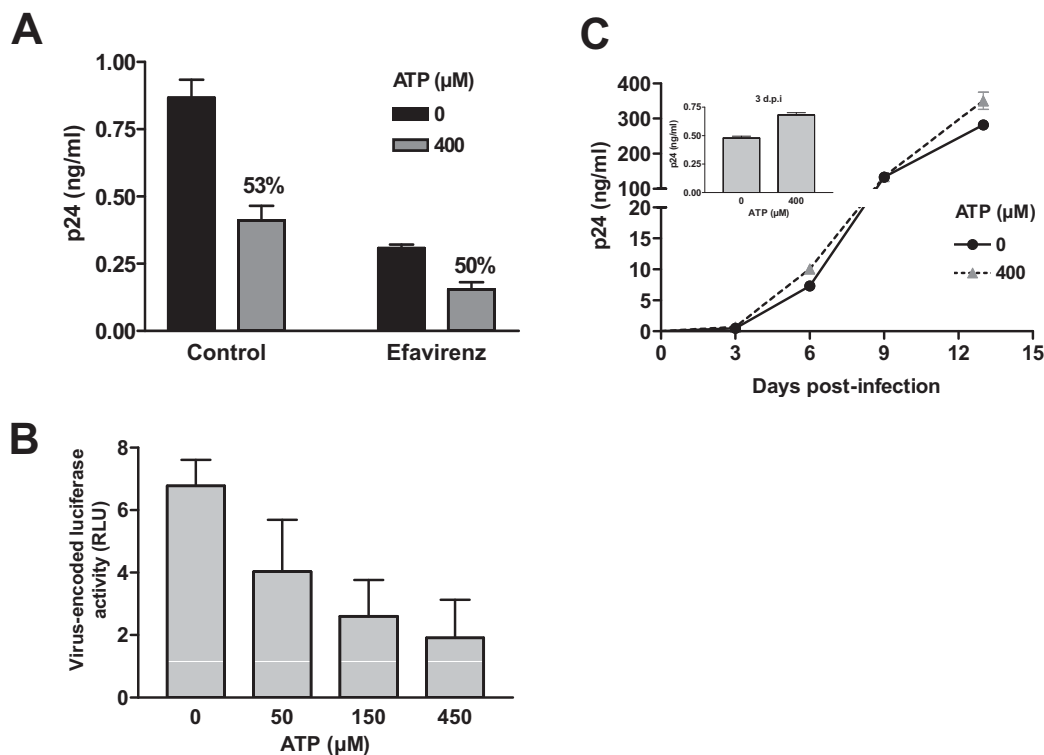 A
1.00
0.75
0.50
0.25
0.00
p24 (ng/ml)
ATP (µM)
0
400
53%
50%
Control
Efavirenz
C
400
300
200
100
20
15
10
5
0
p24 (ng/ml)
3 d.p.i
0.75
0.50
0.25
0.00
p24 (ng/ml)
0
400
ATP (µM)
ATP (µM)
0
400
0
3
6
9
12
15
Days post-infection
B
8
6
4
2
0
Virus-encoded luciferase
activity (RLU)
0
50
150
450
ATP (µM)